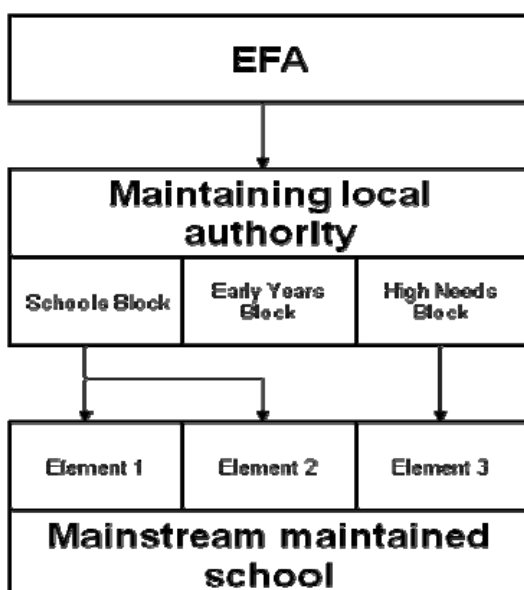 EFA
Maintaining local
authority
Schools Block
Early Years
Block
High Needs
Block
Element 1
Element 2
Element 3
Mainstream maintained
school